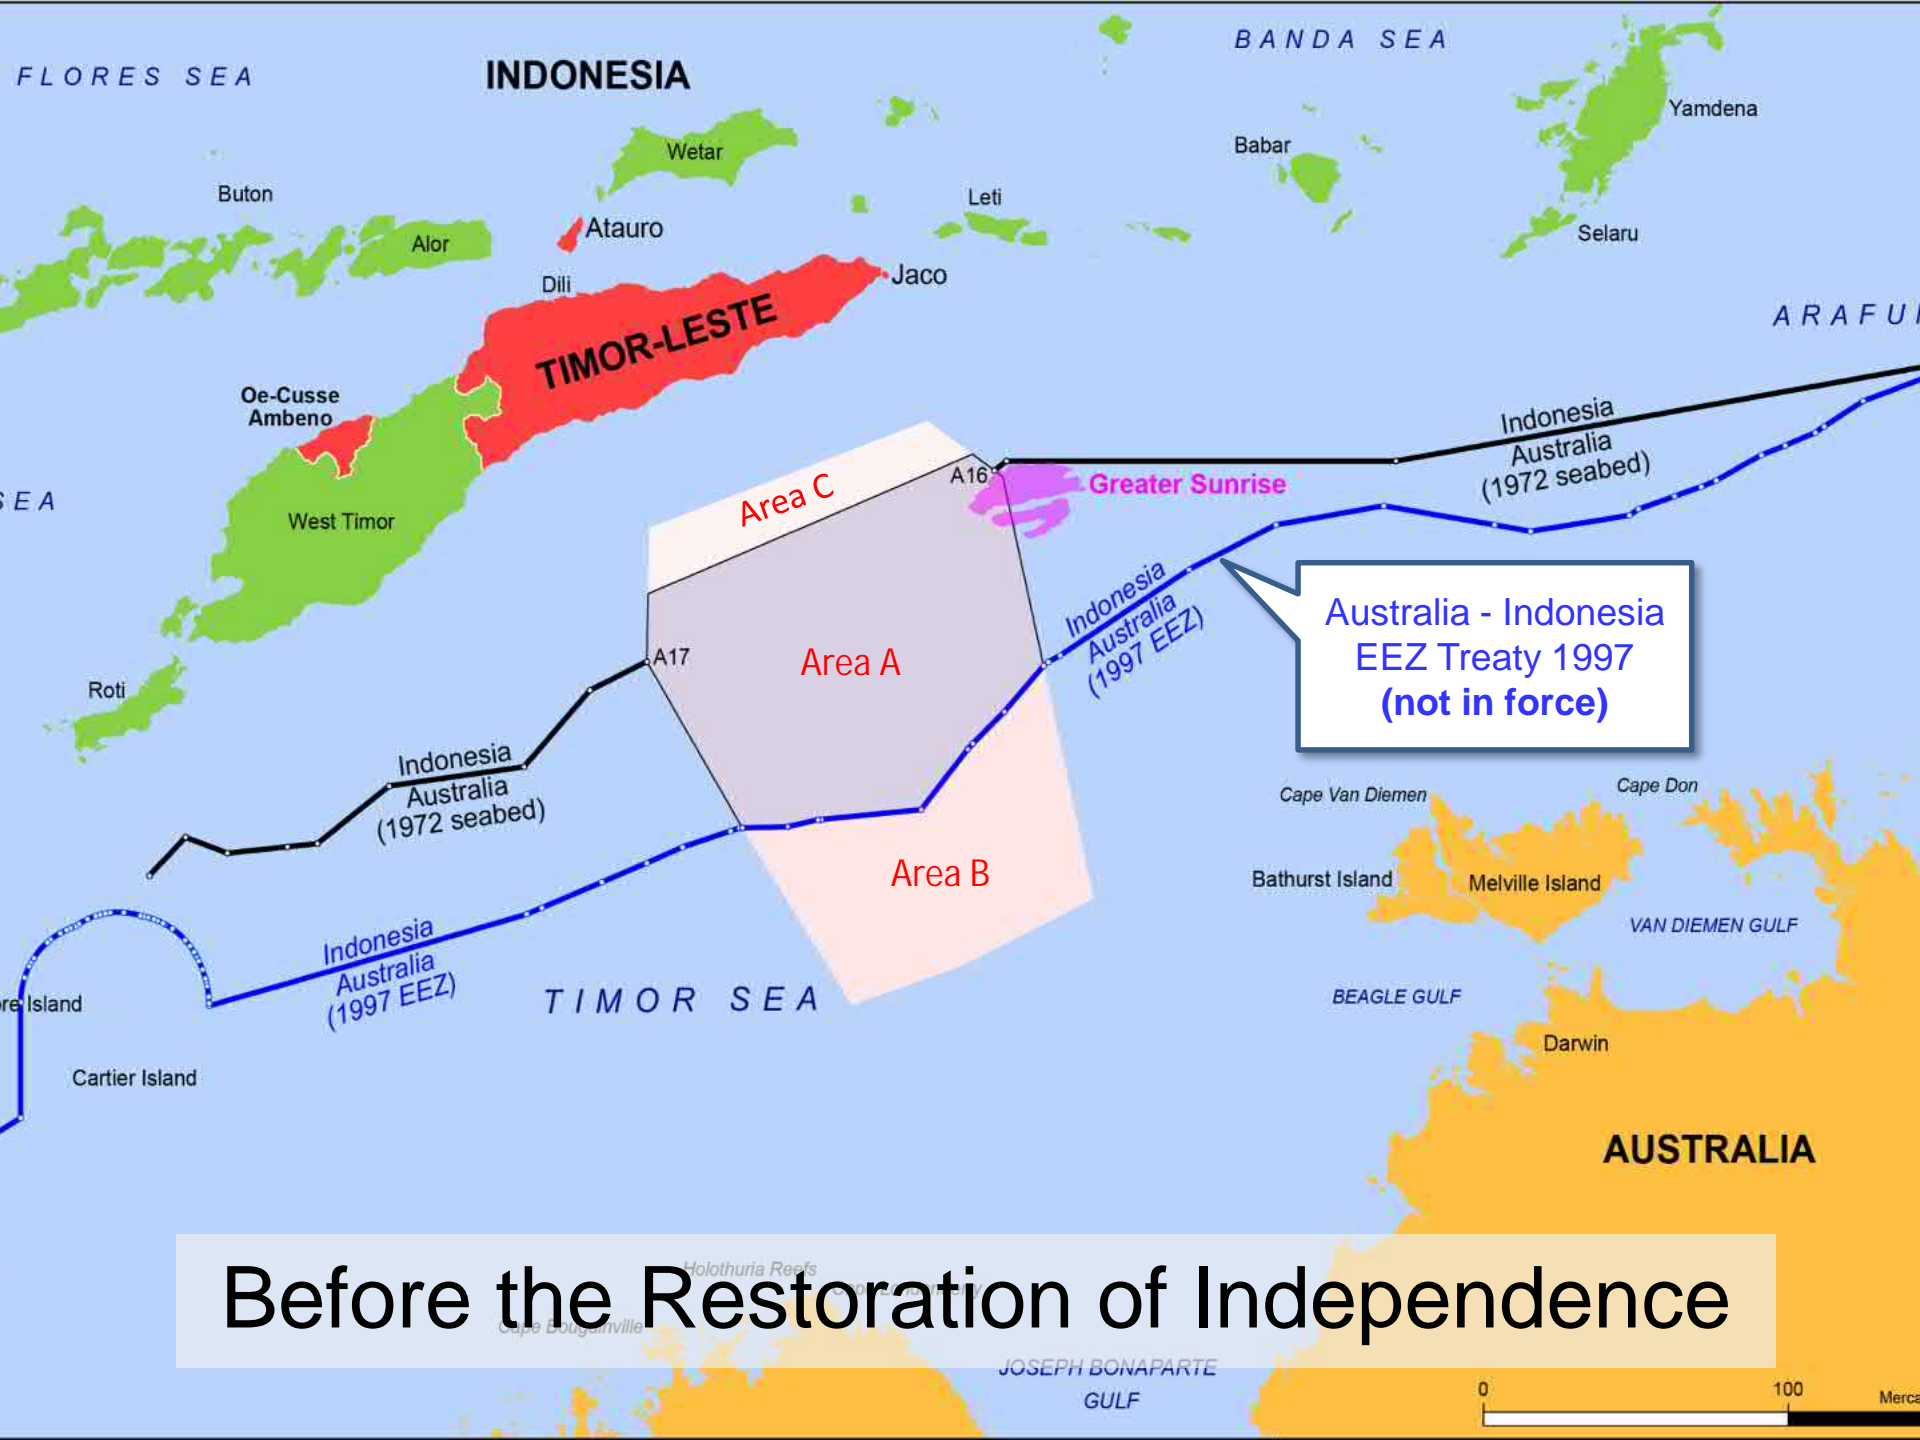 BANDA SEA
FLORES SEA
INDONESIA
Yamdena
Wetar
Babar
Buton
Leti
Alor
Atauro
Selaru
Dili
Jaco
TIMOR-LESTE
Oe-Cusse
Ambeno
Indonesia
Australia
(1972 seabed)
A16
Greater Sunrise
Area C
SEA
West Timor
Indonesia
Australia
(1997 EEZ)
Australia - Indonesia
EEZ Treaty 1997
(not in force)
A17
Area A
Roti
Indonesia
Australia
(1972 seabed)
Cape Van Diemen
Cape Don
Area B
Bathurst Island
Melville Island
VAN DIEMEN GULF
Indonesia
Australia
(1997 EEZ)
TIMOR SEA
BEAGLE GULF
Island
Darwin
Cartier Island
AUSTRALIA
Holothuria Reefs
Before the Restoration of Independence
Cape Bougainville
JOSEPH BONAPARTE
GULF
0
100